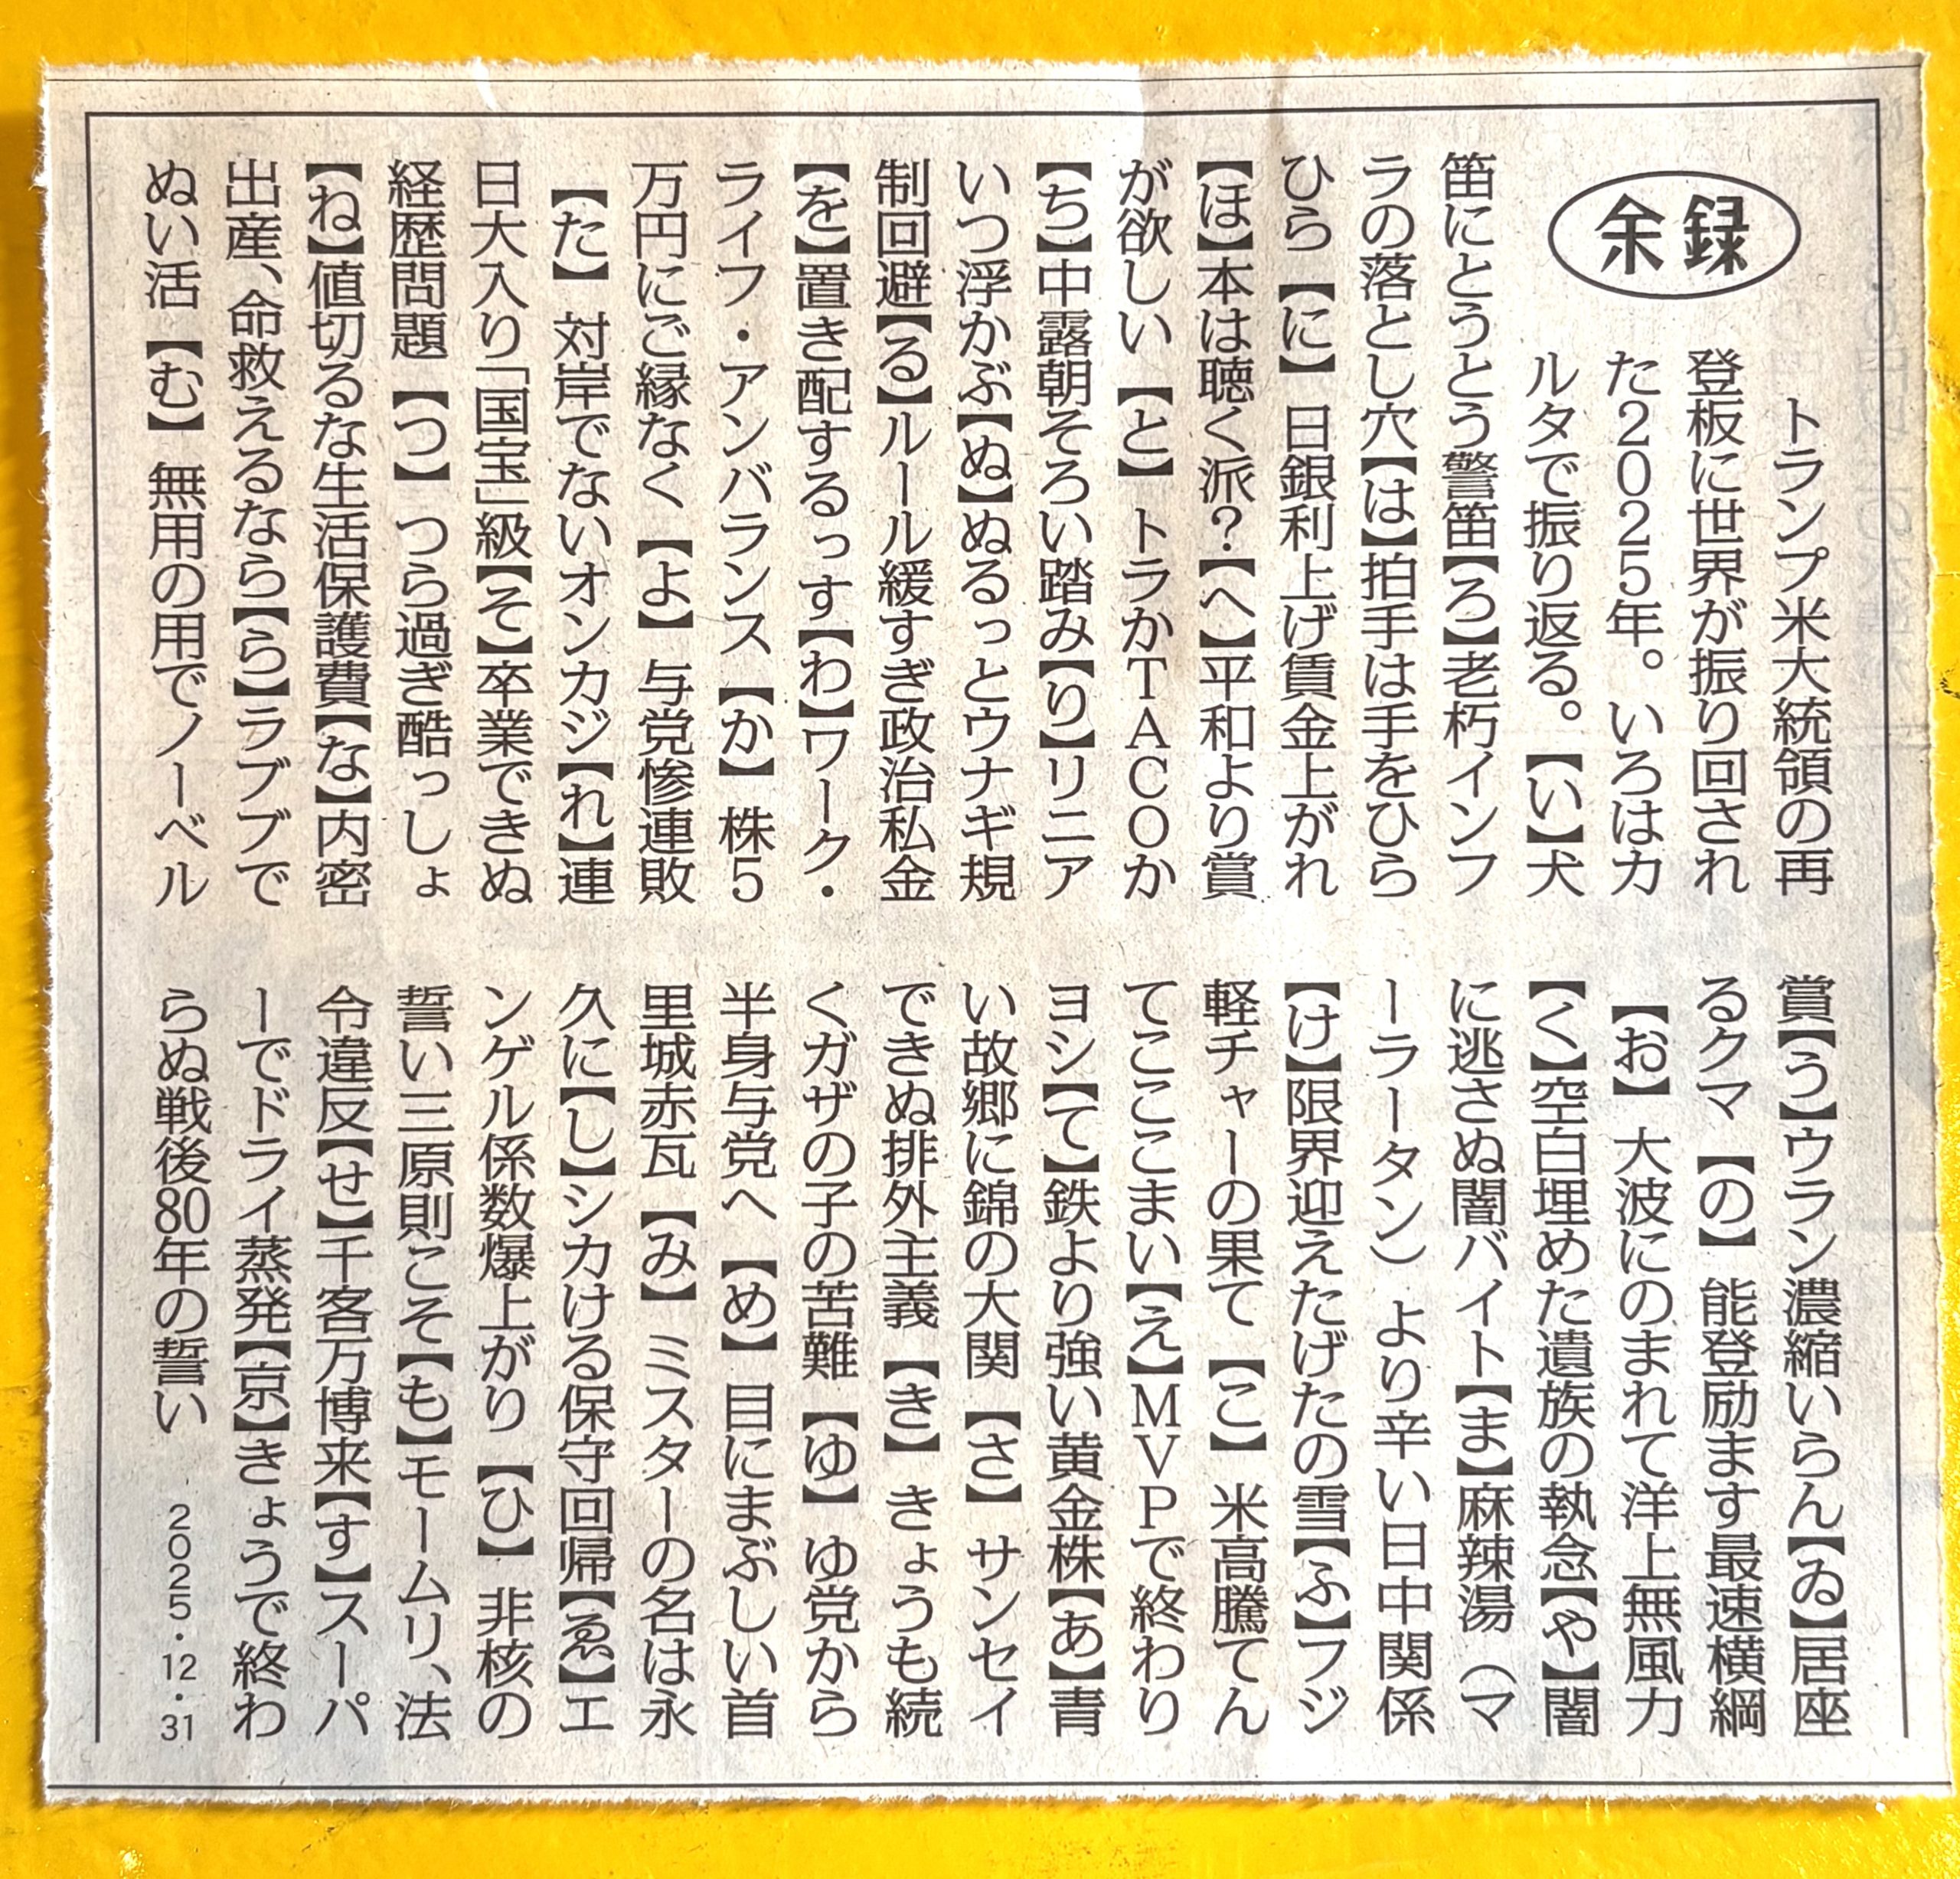 余録
トランプ米大統領の再
登板に世界が振り回され
た2025年。いろはカ
ルタで振り返る。【い】犬
笛にとうとう警笛【ろ】老朽インフ
ラの落とし穴【は】拍手は手をひら
ひら【に】日銀利上げ賃金上がれ
【ほ】本は聴く派？【へ】平和より賞
が欲しい【と】トラかTACOか
【ち】中露朝そろい踏み【り】リニア
いつ浮かぶ【ぬ】ぬるっとウナギ規
制回避【る】ルール緩すぎ政治私金
【を】置き配するっす【わ】ワーク・
ライフ・アンバランス【か】株5
万円にご縁なく【よ】与党惨連敗
【た】対岸でないオンカジ【れ】連
日大入り「国宝」級【そ】卒業できぬ
経歴問題【つ】つら過ぎ酷っしょ
【ね】値切るな生活保護費【な】内密
出産、命救えるなら【ら】ラブブで
ぬい活【む】無用の用でノーベル
賞【う】ウラン濃縮いらん【ゐ】居座
るクマ【の】能登励ます最速横綱
【お】大波にのまれて洋上無風力
【く】空白埋めた遺族の執念【や】闇
に逃さぬ闇バイト【ま】麻辣湯（マ
ーラータン）より辛い日中関係
【け】限界迎えたげたの雪【ふ】フジ
軽チャーの果て【こ】米高騰てん
てこここまい【え】MVPで終わり
ヨシ【て】鉄より強い黄金株【あ】青
い故郷に錦の大関【さ】サンセイ
できぬ排外主義【き】きょうも続
くガザの子の苦難【ゆ】ゆ党から
半身与党へ【め】目にまぶしい首
里城赤瓦【み】ミスターの名は永
久に【し】シカける保守回帰【ゑ】エ
ンゲル係数爆上がり【ひ】非核の
誓い三原則こそ【も】モームリ、法
令違反【せ】千客万博来【す】スーパ
ーでドライ蒸発【京】きょうで終わ
らぬ戦後80年の誓い 2025・12・31